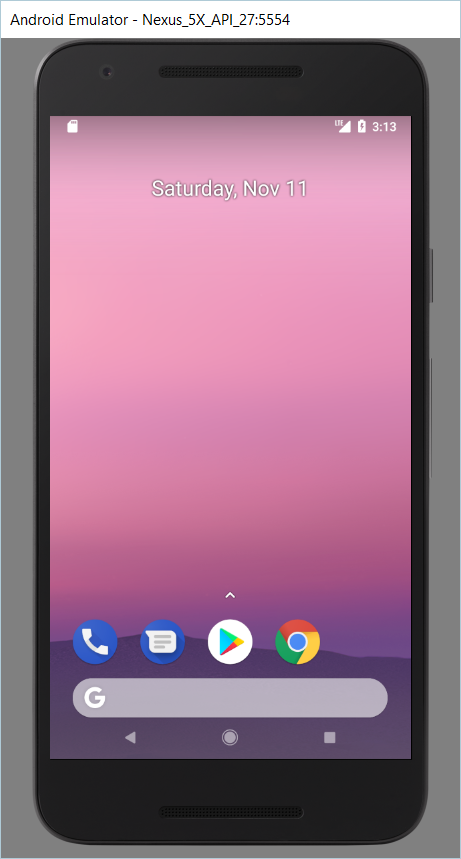 Android Emulator - Nexus_5X_API_27:5554
LTE 3:13
Saturday, Nov 11
G